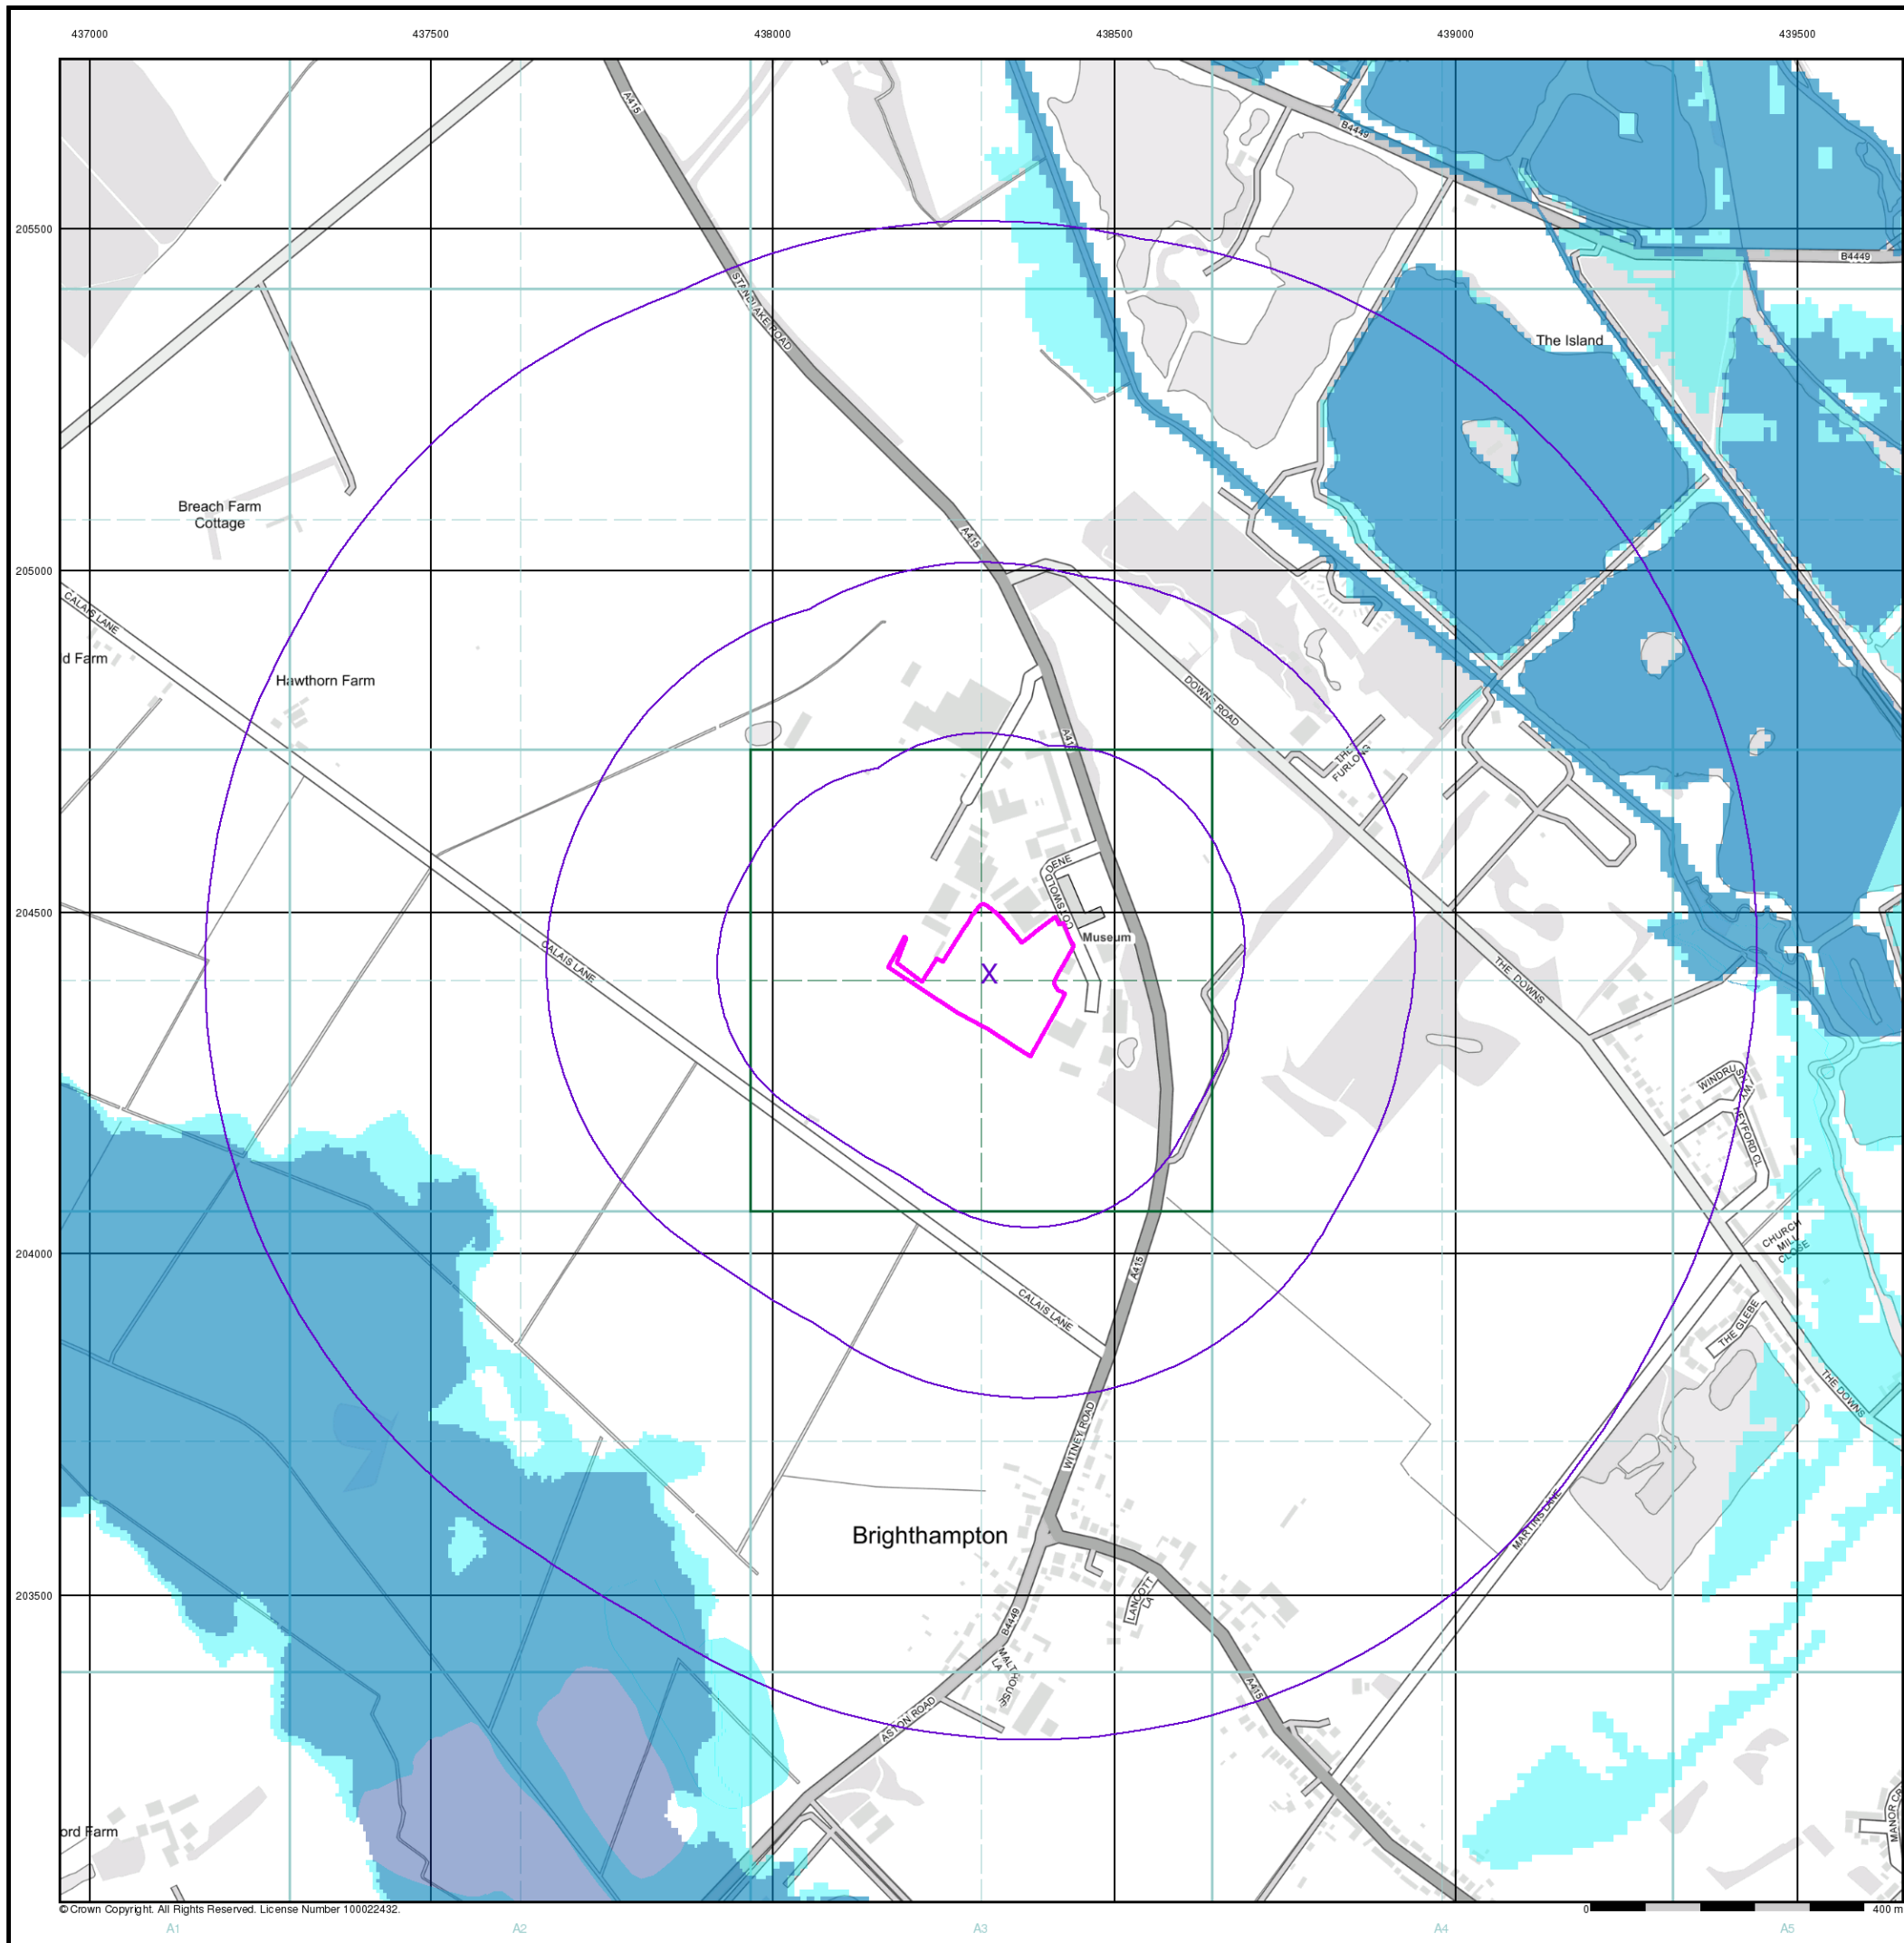 437000 437500 438000 438500 439000 439500
A415
B4449
205500
B4449
STANDLAKE ROAD
The Island
Breach Farm
Cottage
A415
205000
CALAIS LANE
d Farm
Hawthorn Farm
DOWNS ROAD
A41
THE
FURLONG
DENE
COTSWOLD
204500
Museum
CALAIS LANE
X
THE DOWNS
WINDRUSH WY
HEYFORD CL
204000
CHURCH
MILL
CLOSE
A415
CALAIS LANE
THE GLEBE
THE DOWNS
WITNEY ROAD
MARTINS LANE
Brighthampton
203500
LANCOTT
LA
B4449
MALTHOUSE
LA
A415
ASTON ROAD
ord Farm
MANOR CR
© Crown Copyright. All Rights Reserved. License Number 100022432.
0 400 m
A1 A2 A3 A4 A5